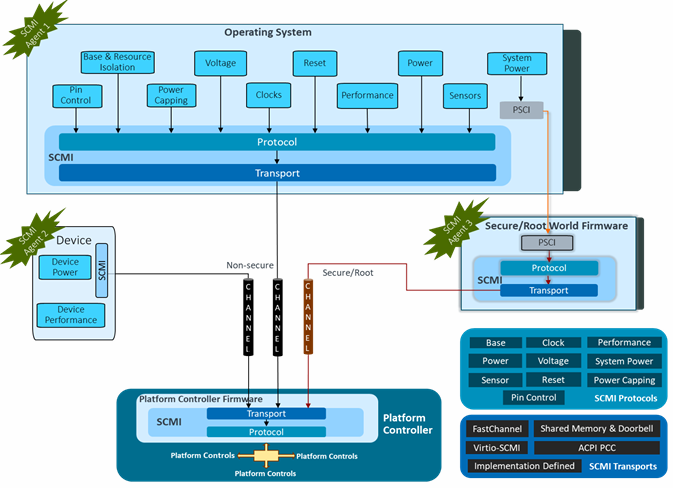 SCMI
Agent 1
Operating System
Base & Resource
Isolation
Voltage
Reset
Power
System
Power
Pin
Control
Power
Capping
Clocks
Performance
Sensors
PSCI
Protocol
SCMI
Transport
SCMI
Agent 2
Device
Device
Power
SCMI
Device
Performance
Non-secure
Secure/Root
CHANNEL
CHANNEL
CHANNEL
SCMI
Agent 3
Secure/Root World Firmware
PSCI
Protocol
SCMI
Transport
Platform Controller Firmware
SCMI
Transport
Protocol
Platform
Controller
Platform Controls
Platform Controls
Platform Controls
Base
Clock
Performance
Power
Voltage
System Power
Sensor
Reset
Power Capping
Pin Control
SCMI Protocols
FastChannel
Shared Memory & Doorbell
Virtio-SCMI
ACPI PCC
Implementation Defined
SCMI Transports